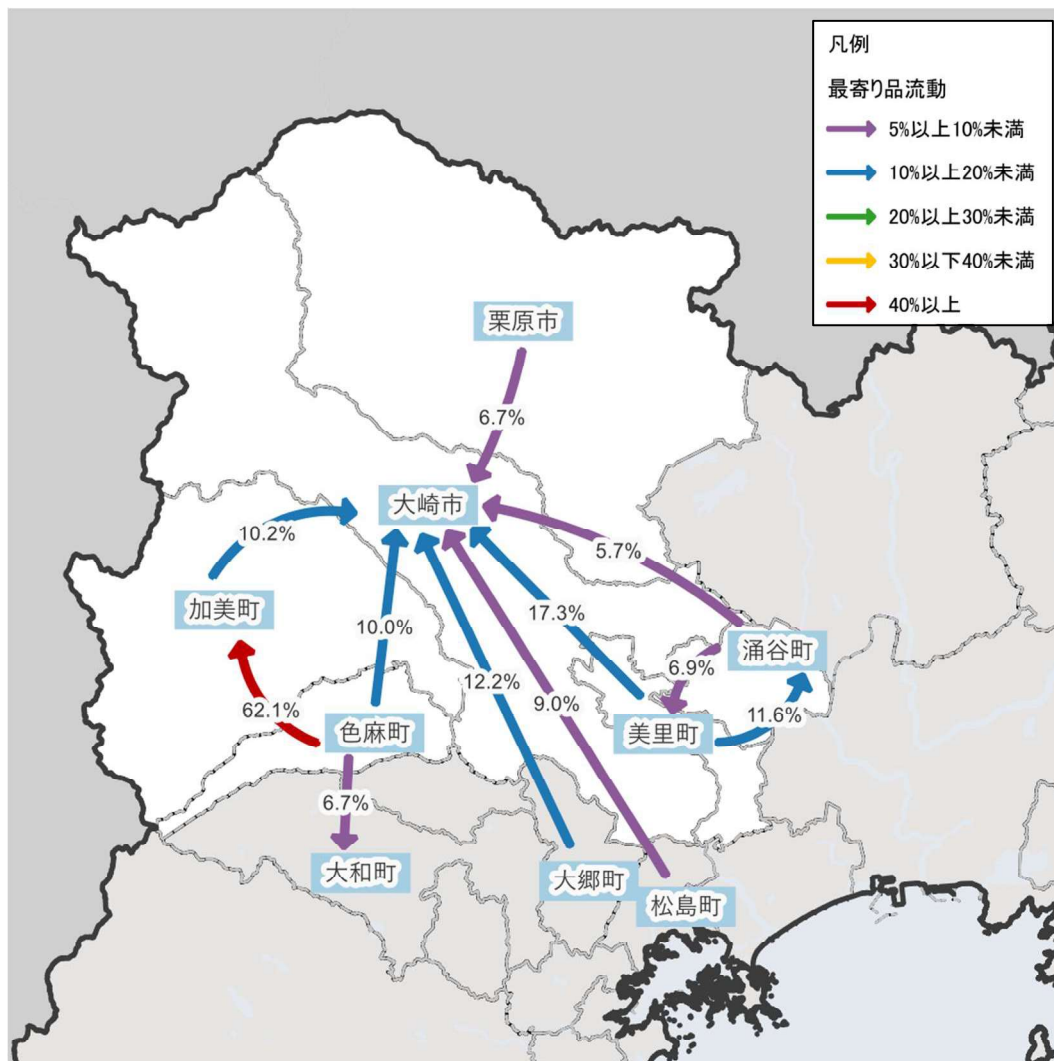 凡例
最寄り品流動
5%以上10%未満
10%以上20%未満
20%以上30%未満
30%以下40%未満
40%以上
栗原市
6.7%
大崎市
10.2%
5.7%
加美町
10.0%
17.3%
涌谷町
6.9%
12.2%
9.0%
62.1%
色麻町
美里町
11.6%
6.7%
大和町
大郷町
松島町